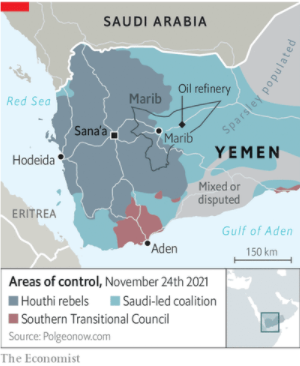 SAUDI ARABIA
Red Sea
Marib
Oil refinery
Sparsely populated
Sana'a
Marib
YEMEN
Hodeida
Mixed or
disputed
ERITREA
Gulf of Aden
Aden
150 km
Areas of control, November 24th 2021
Houthi rebels
Saudi-led coalition
Southern Transitional Council
Source: Polgeonow.com
The Economist